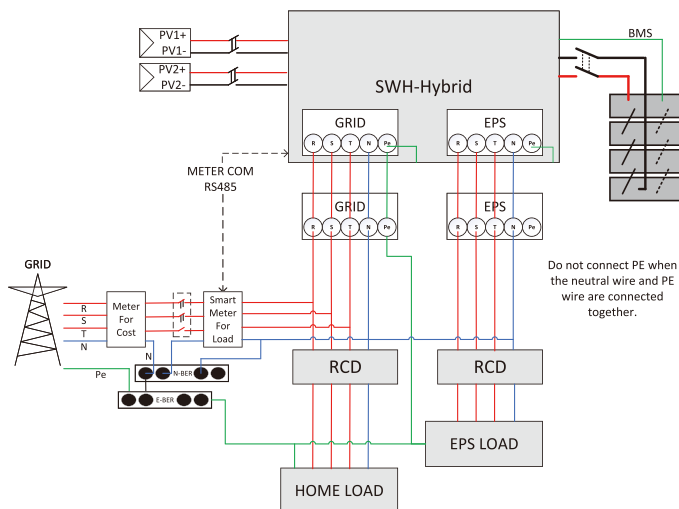 PV1+
PV1-
PV2+
PV2-
SWH-Hybrid
BMS
GRID
R S T N Pe
EPS
R S T N Pe
METER COM
RS485
GRID
R S T N Pe
EPS
R S T N Pe
Do not connect PE when
the neutral wire and PE
wire are connected
together.
GRID
R
S
T
N
Pe
Meter
For
Cost
N
Smart
Meter
For
Load
N-BER
E-BER
RCD
RCD
EPS LOAD
HOME LOAD